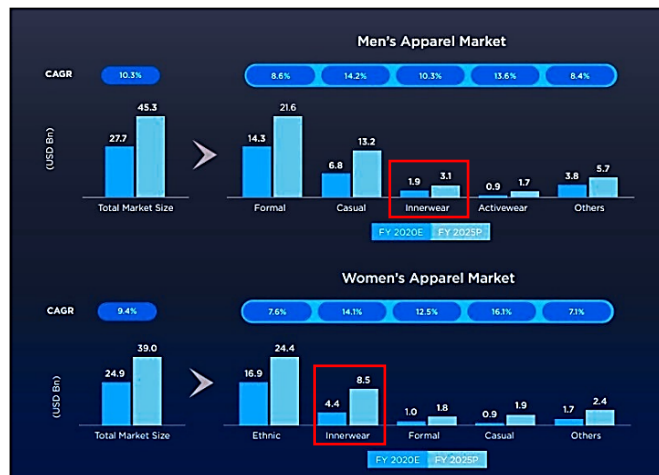 Men's Apparel Market
CAGR 10.3% 8.6% 14.2% 10.3% 13.6% 8.4%
(USD Bn)
27.7 45.3 14.3 21.6 6.8 13.2 1.9 3.1 0.9 1.7 3.8 5.7
Total Market Size Formal Casual Innerwear Activewear Others
FY 2020E FY 2025P
Women's Apparel Market
CAGR 9.4% 7.6% 14.1% 12.5% 16.1% 7.1%
(USD Bn)
24.9 39.0 16.9 24.4 4.4 8.5 1.0 1.8 0.9 1.9 1.7 2.4
Total Market Size Ethnic Innerwear Formal Casual Others
FY 2020E FY 2025P